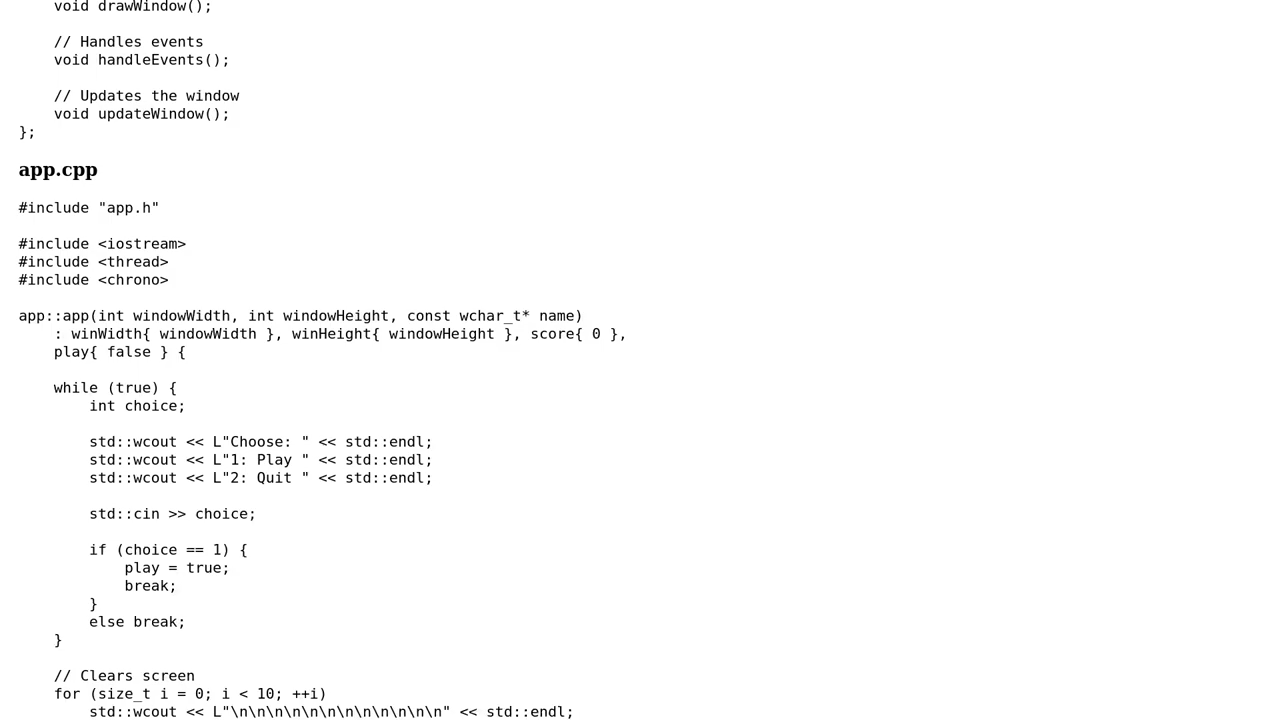 void drawWindow();

    // Handles events
    void handleEvents();

    // Updates the window
    void updateWindow();
};

app.cpp

#include "app.h"

#include <iostream>
#include <thread>
#include <chrono>

app::app(int windowWidth, int windowHeight, const wchar_t* name)
    : winWidth{ windowWidth }, winHeight{ windowHeight }, score{ 0 },
    play{ false } {

    while (true) {
        int choice;

        std::wcout << L"Choose: " << std::endl;
        std::wcout << L"1: Play " << std::endl;
        std::wcout << L"2: Quit " << std::endl;

        std::cin >> choice;

        if (choice == 1) {
            play = true;
            break;
        }
        else break;
    }

    // Clears screen
    for (size_t i = 0; i < 10; ++i)
        std::wcout << L"\n\n\n\n\n\n\n\n\n\n\n\n" << std::endl;